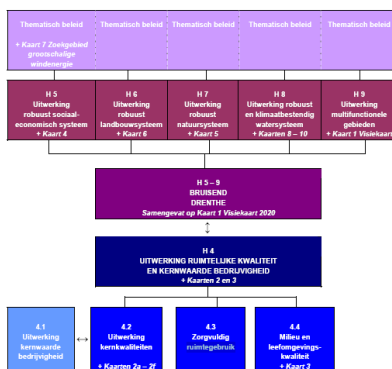 Thematisch beleid
+ Kaart 7 Zoekgebied
grootschalige
windenergie
Thematisch beleid
Thematisch beleid
Thematisch beleid
Thematisch beleid
H 5
Uitwerking
robuust sociaal-
economisch systeem
+ Kaart 4
H 6
Uitwerking
robuust
landbouwsysteem
+ Kaart 6
H 7
Uitwerking
robuust
natuursysteem
+ Kaart 5
H 8
Uitwerking robuust
en klimaatbestendig
watersysteem
+ Kaarten 8 – 10
H 9
Uitwerking
multifunctionele
gebieden
+ Kaart 1 Visiekaart
H 5 – 9
BRUISEND
DRENTHE
Samengevat op Kaart 1 Visiekaart 2020
H 4
UITWERKING RUIMTELIJKE KWALITEIT
EN KERNWAARDE BEDRIJVIGHEID
+ Kaarten 2 en 3
4.1
Uitwerking
kernwaarde
bedrijvigheid
4.2
Uitwerking
kernkwaliteiten
+ Kaarten 2a – 2f
4.3
Zorgvuldig
ruimtegebruik
4.4
Milieu en
leefomgevings-
kwaliteit
+ Kaart 3